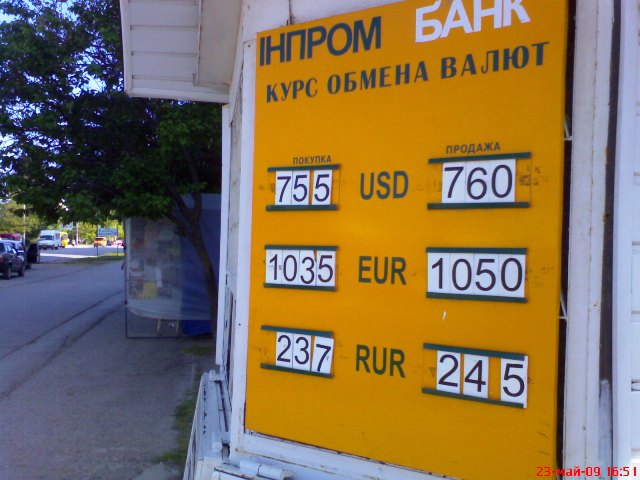 ІНПРОМ БАНК
КУРС ОБМЕНА ВАЛЮТ
ПОКУПКА ПРОДАЖА
755 USD 760
1035 EUR 1050
237 RUR 245
23-май-09 16:51